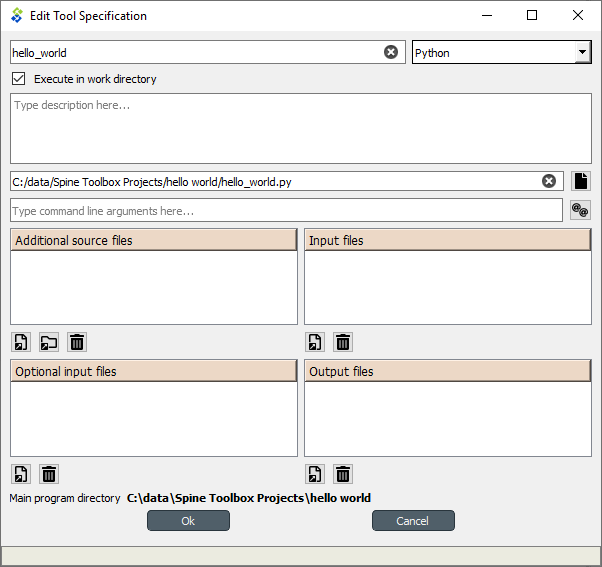 Edit Tool Specification
hello_world
Python
Execute in work directory
Type description here...
C:/data/Spine Toolbox Projects/hello world/hello_world.py
Type command line arguments here...
Additional source files
Input files
Optional input files
Output files
Main program directory C:\data\Spine Toolbox Projects\hello world
Ok
Cancel